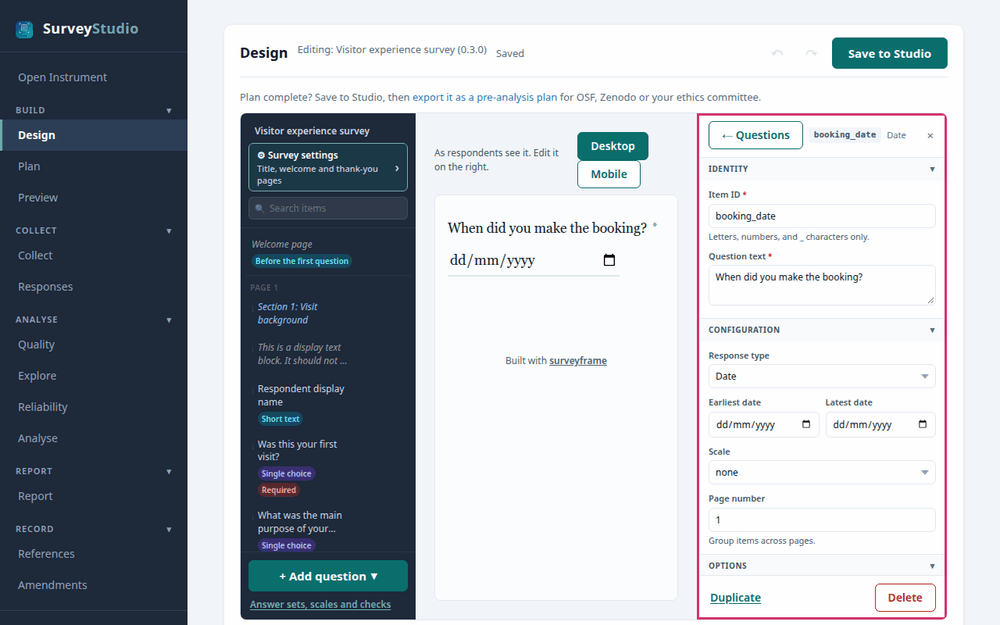 SurveyStudio
Open Instrument
BUILD
Design
Plan
Preview
COLLECT
Collect
Responses
ANALYSE
Quality
Explore
Reliability
Analyse
REPORT
Report
RECORD
References
Amendments
Design
Editing: Visitor experience survey (0.3.0)
Saved
Save to Studio
Plan complete? Save to Studio, then export it as a pre-analysis plan for OSF, Zenodo or your ethics committee.
Visitor experience survey
Survey settings
Title, welcome and thank-you
pages
Search items
Welcome page
Before the first question
PAGE 1
Section 1: Visit
background
This is a display text
block. It should not ...
Respondent display
name
Short text
Was this your first
visit?
Single choice
Required
What was the main
purpose of your...
Single choice
+ Add question ▼
Answer sets, scales and checks
As respondents see it. Edit it
on the right.
Desktop
Mobile
When did you make the booking? *
dd/mm/yyyy
Built with surveyframe
← Questions
booking_date
Date
×
IDENTITY
Item ID *
booking_date
Letters, numbers, and _ characters only.
Question text *
When did you make the booking?
CONFIGURATION
Response type
Date
Earliest date
Latest date
dd/mm/yyyy
dd/mm/yyyy
Scale
none
Page number
1
Group items across pages.
OPTIONS
Duplicate
Delete